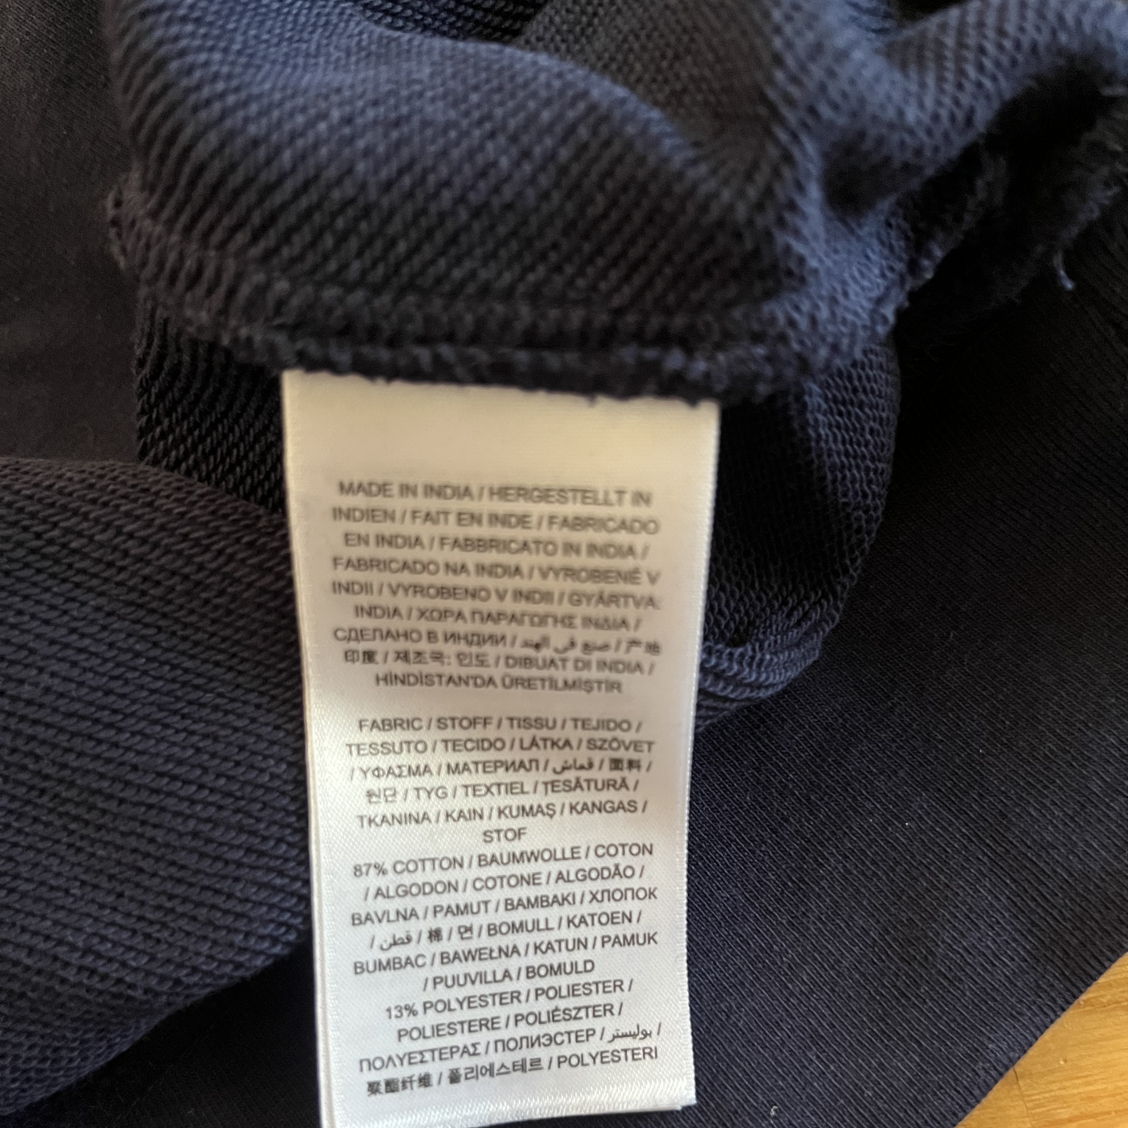 MADE IN INDIA / HERGESTELLT IN
INDIEN / FAIT EN INDE / FABRICADO
EN INDIA / FABBRICATO IN INDIA /
FABRICADO NA INDIA / VYROBENÉ V
INDII / VYROBENO V INDII / GYÁRTVA:
INDIA / ΧΩΡΑ ΠΑΡΑΓΩΓΗΣ ΙΝΔΙΑ /
СДЕЛАНО В ИНДИИ / صنع في الهند / 产地
印度 / 제조국: 인도 / DIBUAT DI INDIA /
HİNDİSTAN'DA ÜRETİLMİŞTİR
FABRIC / STOFF / TISSU / TEJIDO /
TESSUTO / TECIDO / LÁTKA / SZÖVET
/ ΥΦΑΣΜΑ / МАТЕРИАЛ / قماش / 面料 /
원단 / TYG / TEXTIEL / ȚESĂTURĂ /
TKANINA / KAIN / KUMAŞ / KANGAS /
STOF
87% COTTON / BAUMWOLLE / COTON
/ ALGODON / COTONE / ALGODÃO /
BAVLNA / PAMUT / BAMBAKI / ХЛОПОК
/ قطن / 棉 / 면 / BOMULL / KATOEN /
BUMBAC / BAWEŁNA / KATUN / PAMUK
/ PUUVILLA / BOMULD
13% POLYESTER / POLIESTER /
POLIESTERE / POLIÉSZTER /
ΠΟΛΥΕΣΤΕΡΑΣ / ПОЛИЭСТЕР / بوليستر /
聚酯纤维 / 폴리에스테르 / POLYESTERI